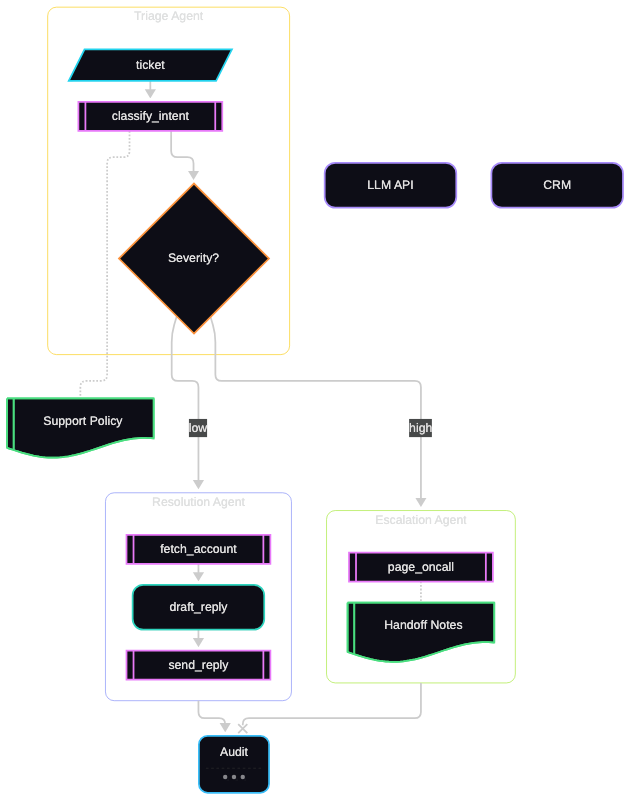 Triage Agent
ticket
classify_intent
LLM API
CRM
Severity?
Support Policy
low
high
Resolution Agent
Escalation Agent
fetch_account
page_oncall
draft_reply
Handoff Notes
send_reply
Audit